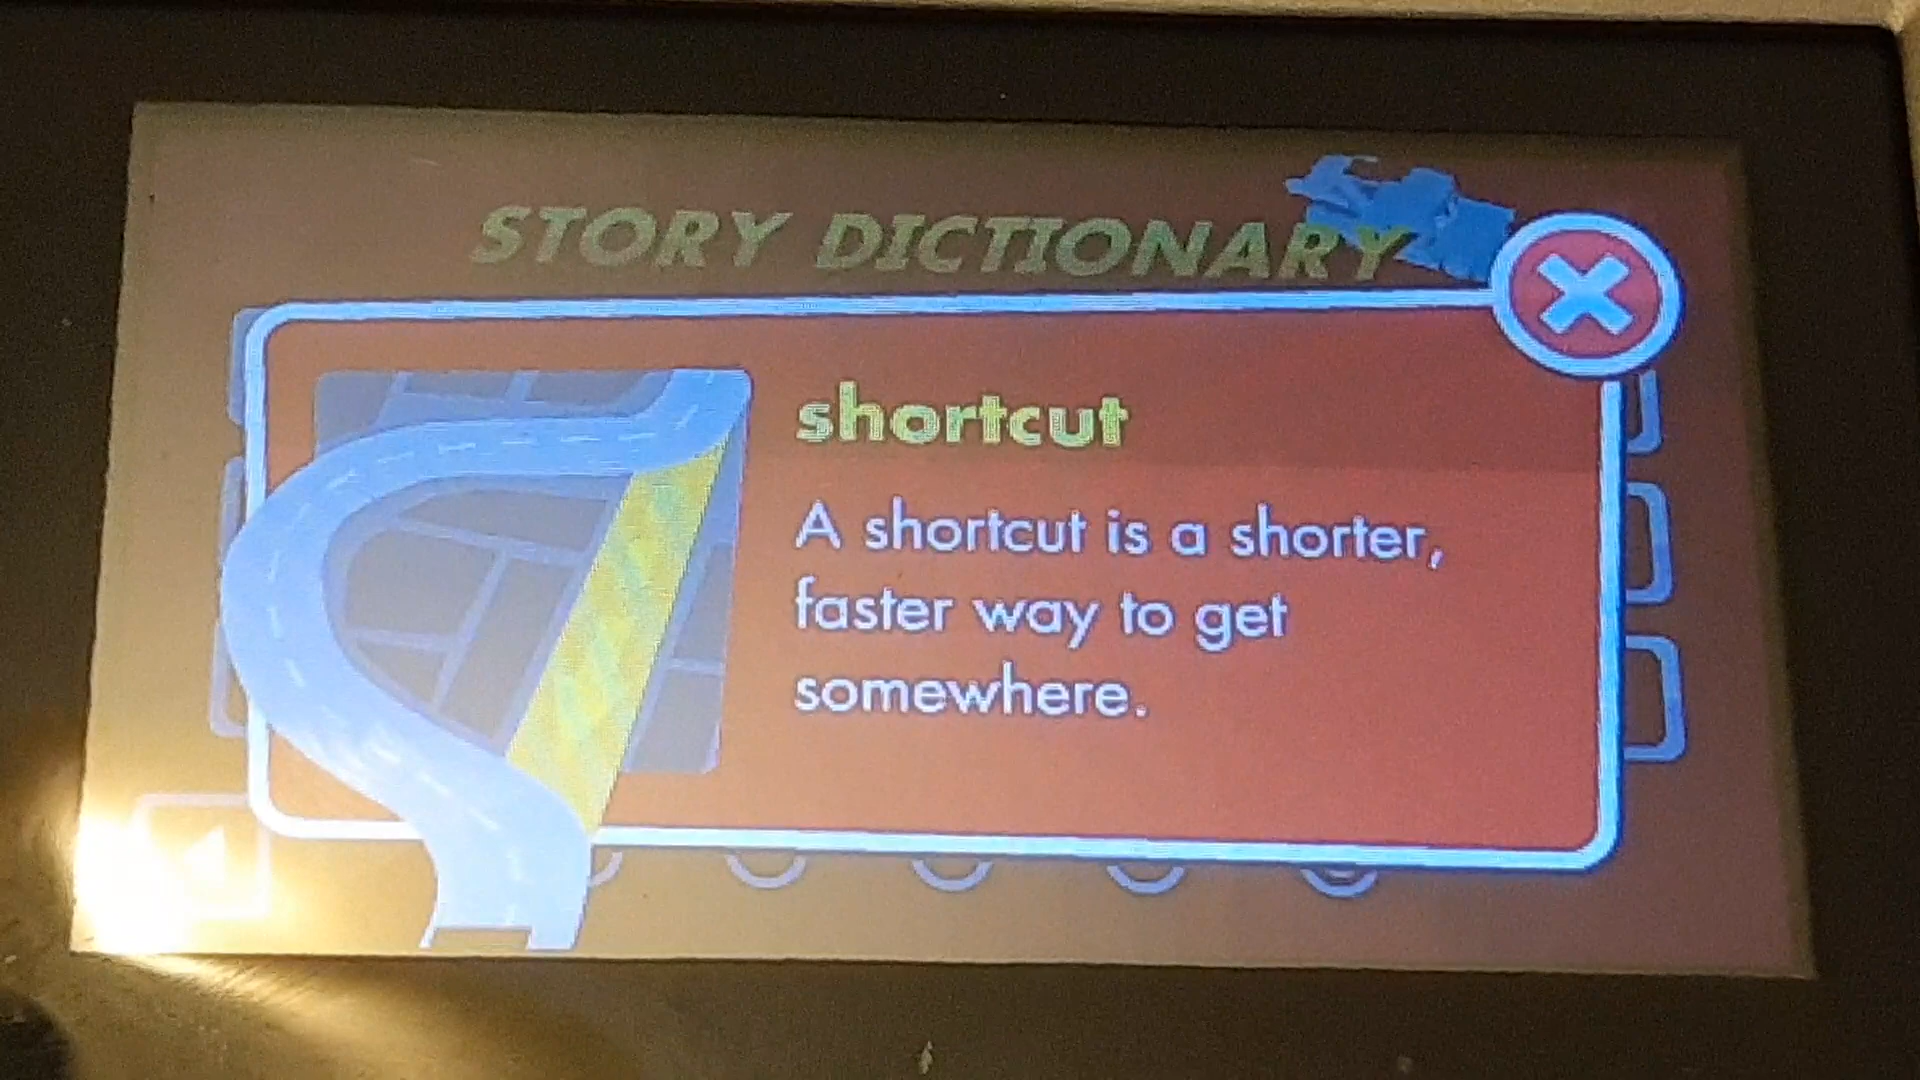 STORY DICTIONARY
shortcut
A shortcut is a shorter,
faster way to get
somewhere.